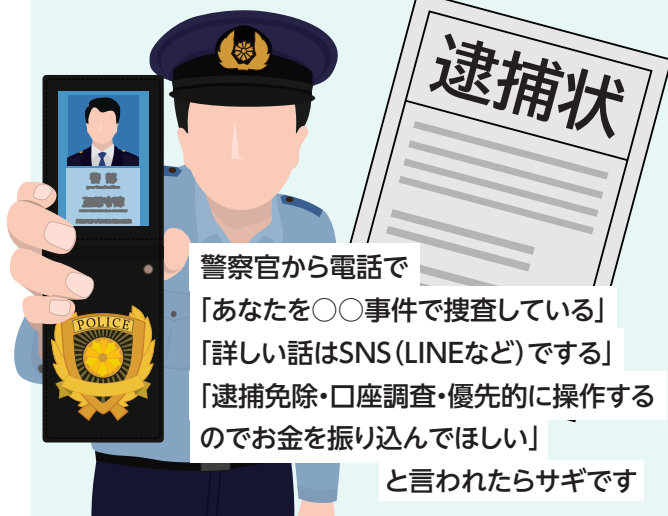 逮捕状
警部
POLICE
警察官から電話で
「あなたを○○事件で捜査している」
「詳しい話はSNS(LINEなど)でする」
「逮捕免除・口座調査・優先的に操作する
のでお金を振り込んでほしい」
と言われたらサギです